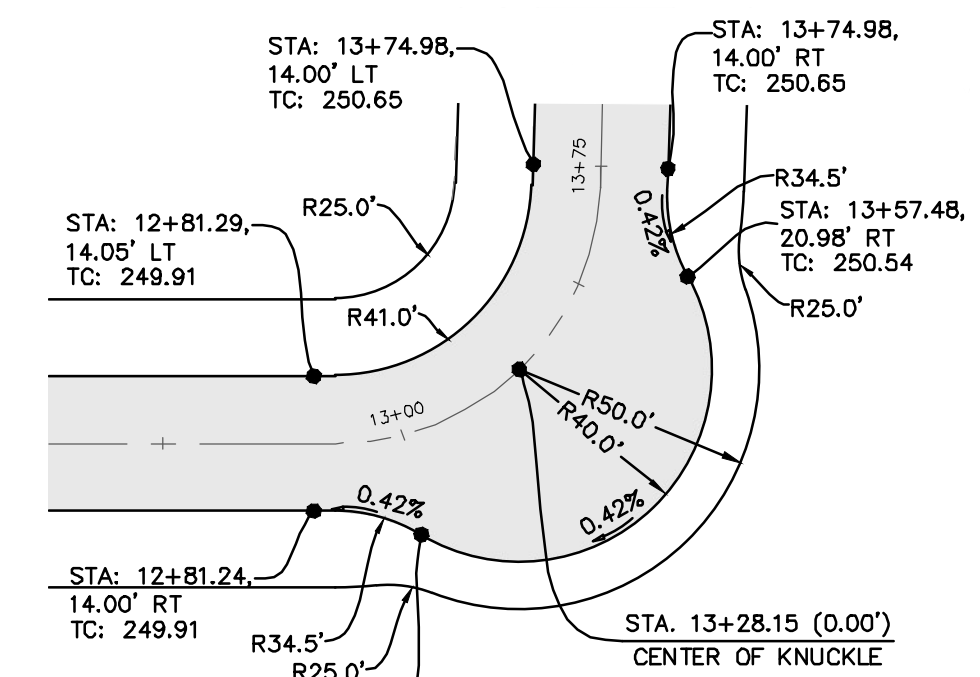 STA: 13+74.98,
14.00' LT
TC: 250.65
STA: 13+74.98,
14.00' RT
TC: 250.65
13+75
R34.5'
0.42%
STA: 13+57.48,
20.98' RT
TC: 250.54
R25.0'
R25.0'
STA: 12+81.29,
14.05' LT
TC: 249.91
R41.0'
13+00
R50.0'
R40.0'
0.42%
0.42%
STA: 12+81.24,
14.00' RT
TC: 249.91
R34.5'
R25.0'
STA. 13+28.15 (0.00')
CENTER OF KNUCKLE